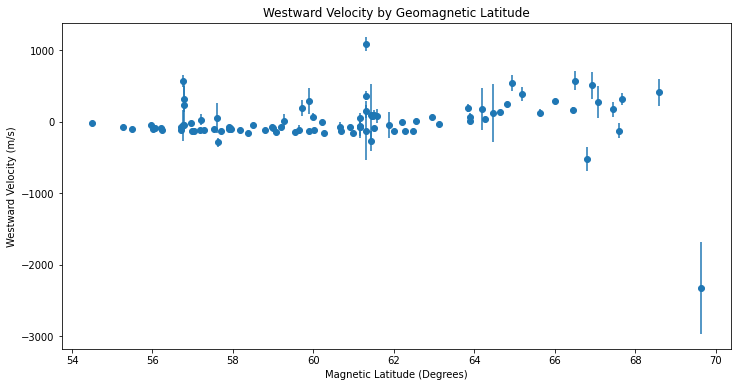 Westward Velocity by Geomagnetic Latitude
Westward Velocity (m/s)
1000
0
−1000
−2000
−3000
54 56 58 60 62 64 66 68 70
Magnetic Latitude (Degrees)